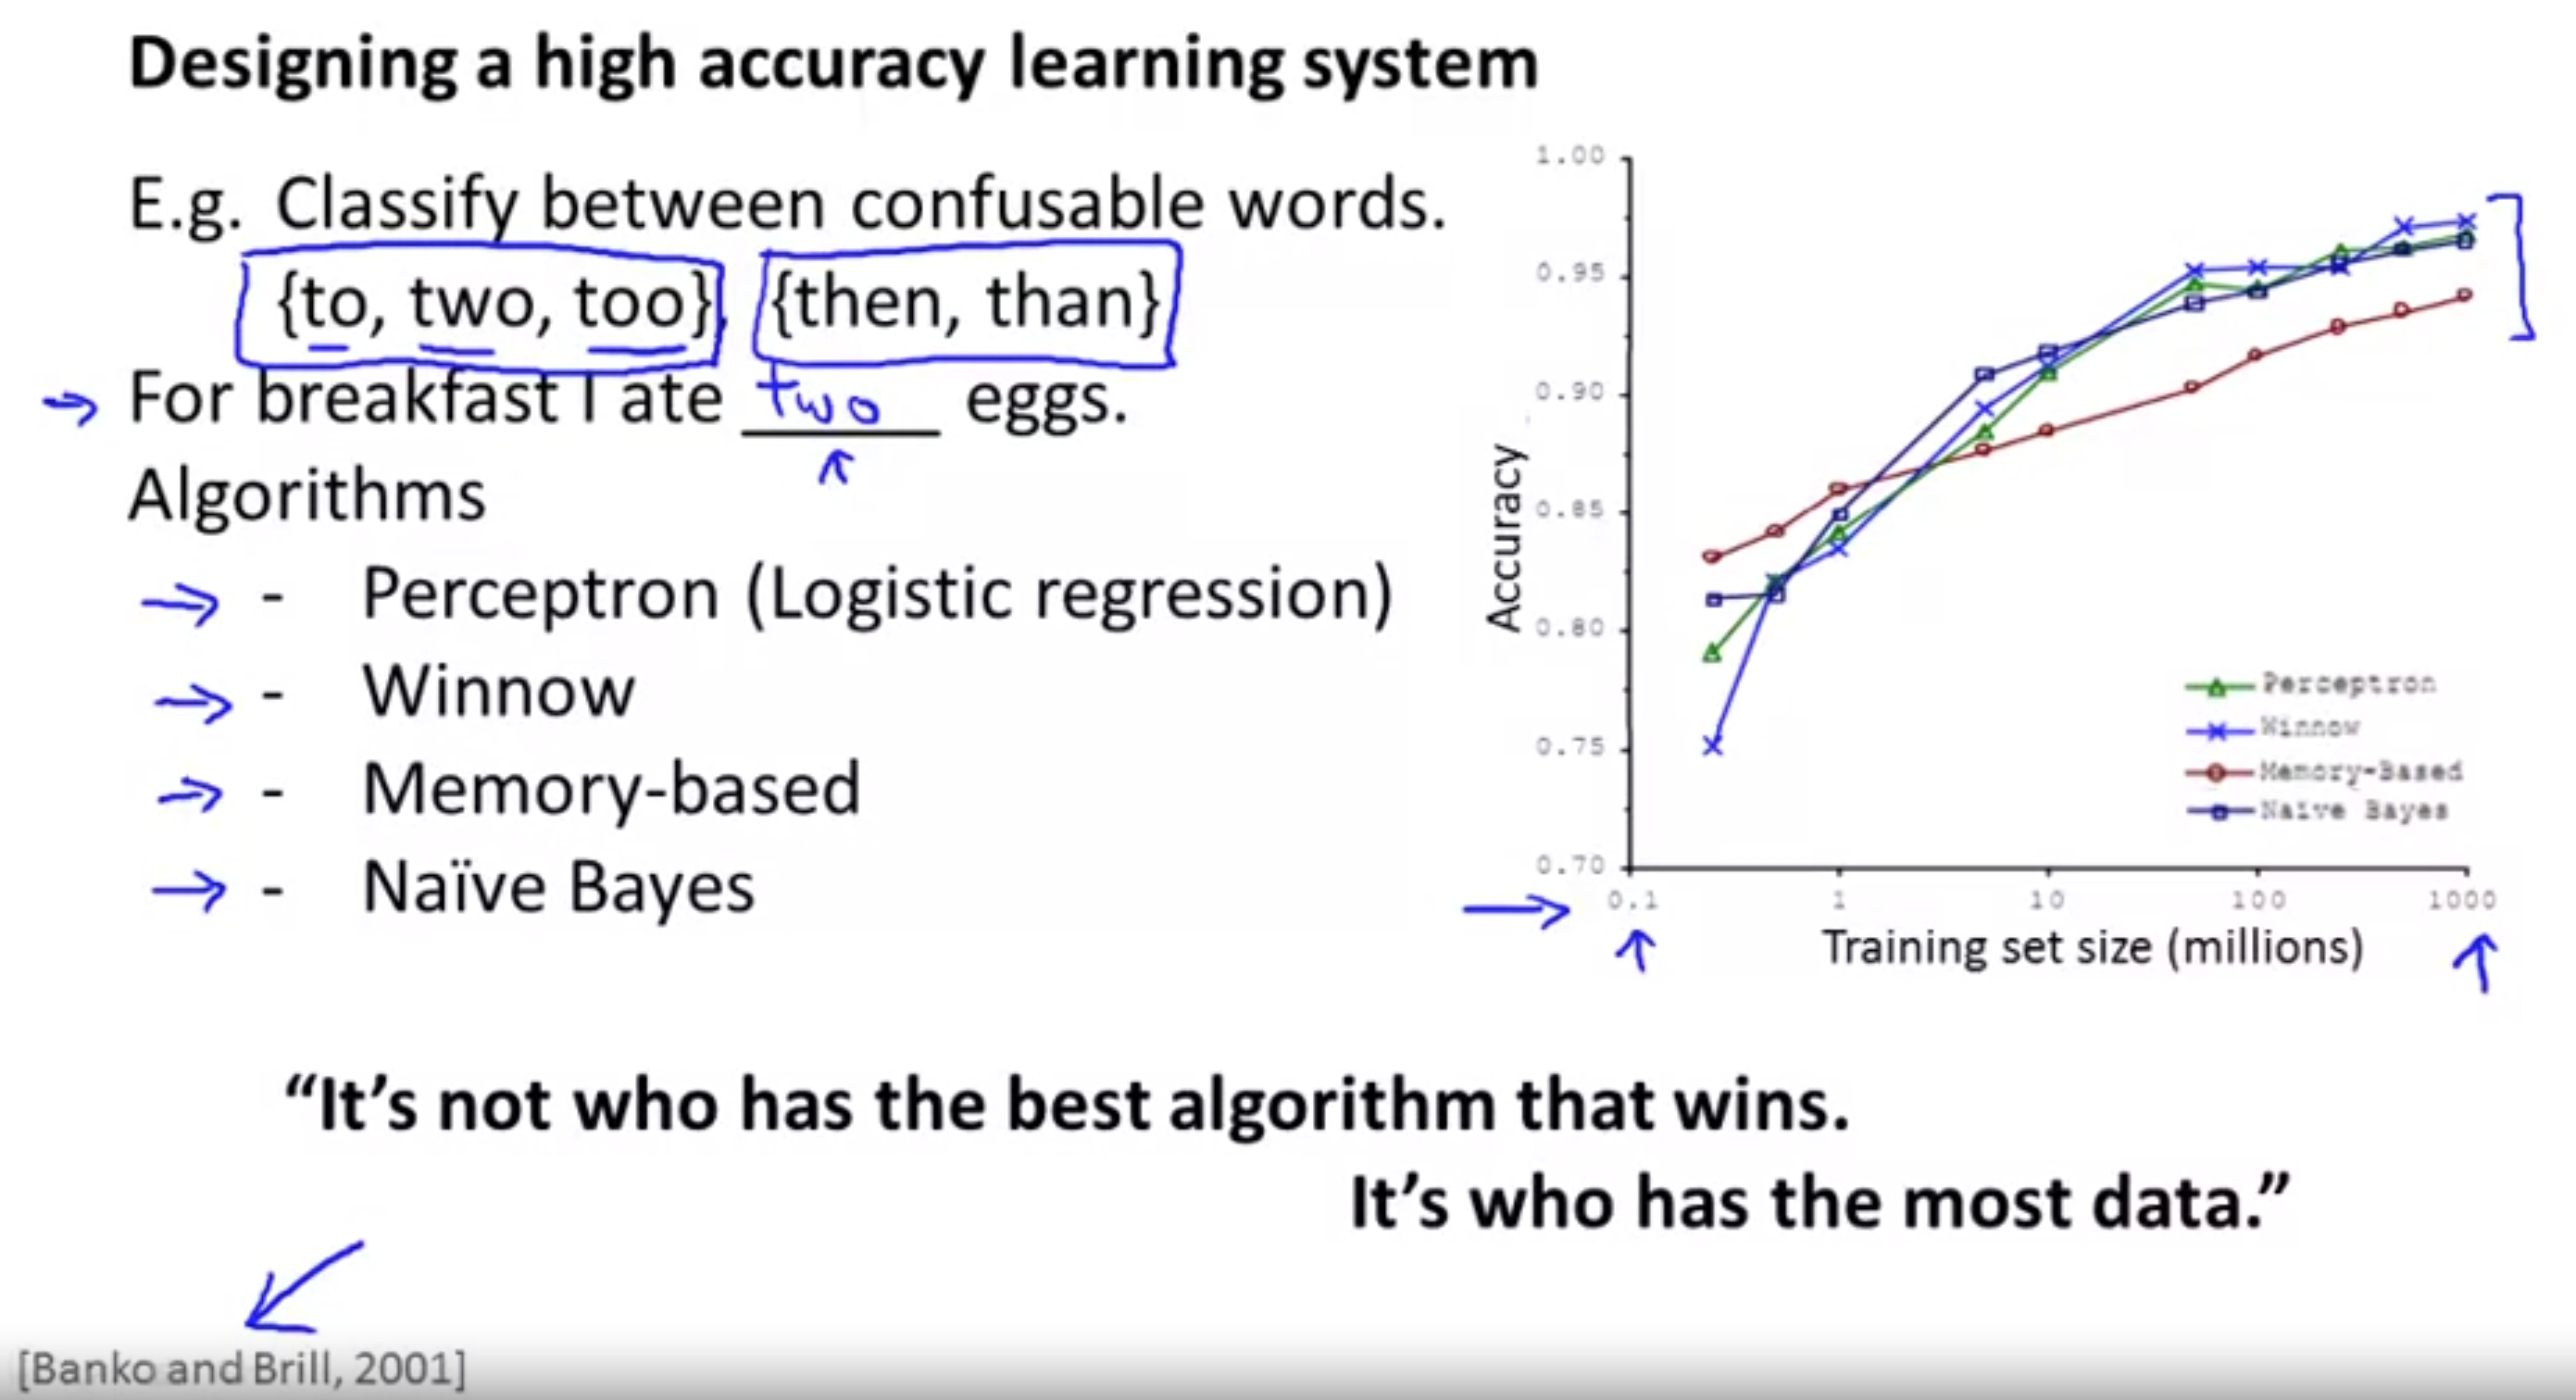 Designing a high accuracy learning system
E.g. Classify between confusable words.
{to, two, too}, {then, than}
→ For breakfast I ate two eggs.
Algorithms
→ - Perceptron (Logistic regression)
→ - Winnow
→ - Memory-based
→ - Naïve Bayes
1.00
0.95
0.90
0.85
0.80
0.75
0.70
Accuracy
0.1 1 10 100 1000
Training set size (millions)
Perceptron
Winnow
Memory-Based
Naïve Bayes
“It’s not who has the best algorithm that wins.
It’s who has the most data.”
[Banko and Brill, 2001]